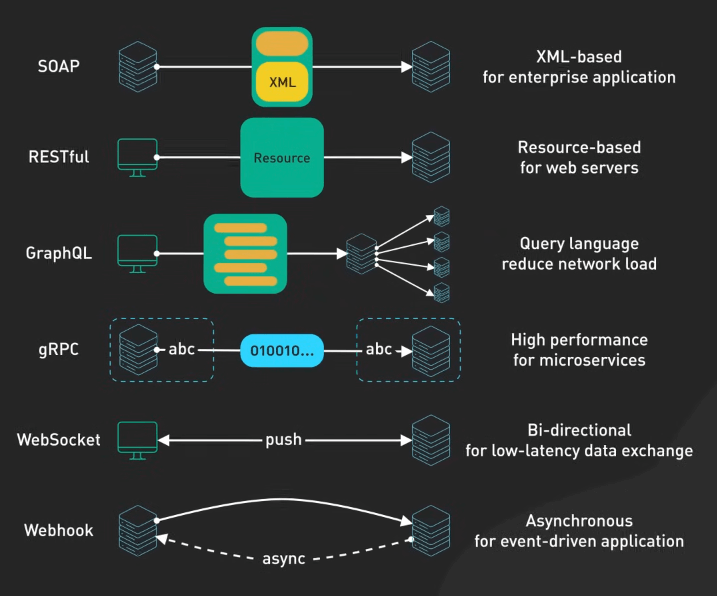 SOAP
XML
XML-based
for enterprise application
RESTful
Resource
Resource-based
for web servers
GraphQL
Query language
reduce network load
gRPC
abc
010010...
abc
High performance
for microservices
WebSocket
push
Bi-directional
for low-latency data exchange
Webhook
async
Asynchronous
for event-driven application